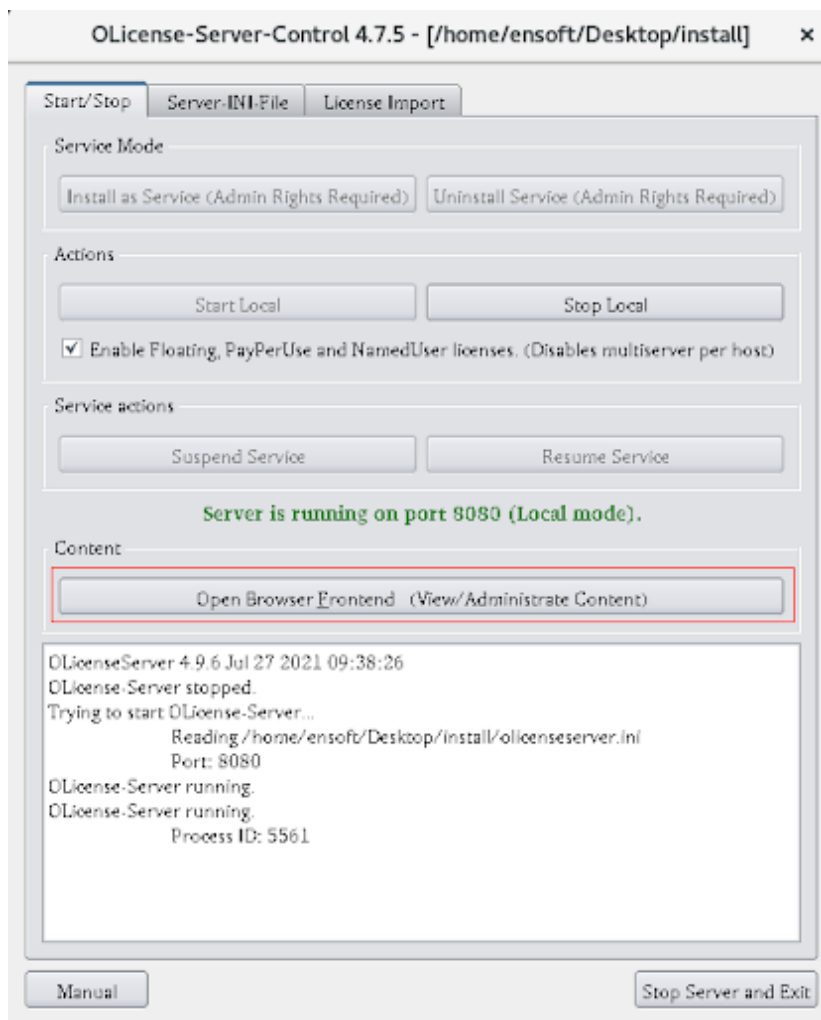 OLicense-Server-Control 4.7.5 - [/home/ensoft/Desktop/install] ×
Start/Stop Server-INI-File License Import
Service Mode
Install as Service (Admin Rights Required) Uninstall Service (Admin Rights Required)
Actions
Start Local Stop Local
Enable Floating, PayPerUse and NamedUser licenses. (Disables multiserver per host)
Service actions
Suspend Service Resume Service
Server is running on port 8080 (Local mode).
Content
Open Browser Frontend (View/Administrate Content)
OLicenseServer 4.9.6 Jul 27 2021 09:38:26
OLicense-Server stopped.
Trying to start OLicense-Server...
Reading /home/ensoft/Desktop/install/olicenseserver.ini
Port: 8080
OLicense-Server running.
OLicense-Server running.
Process ID: 5561
Manual Stop Server and Exit